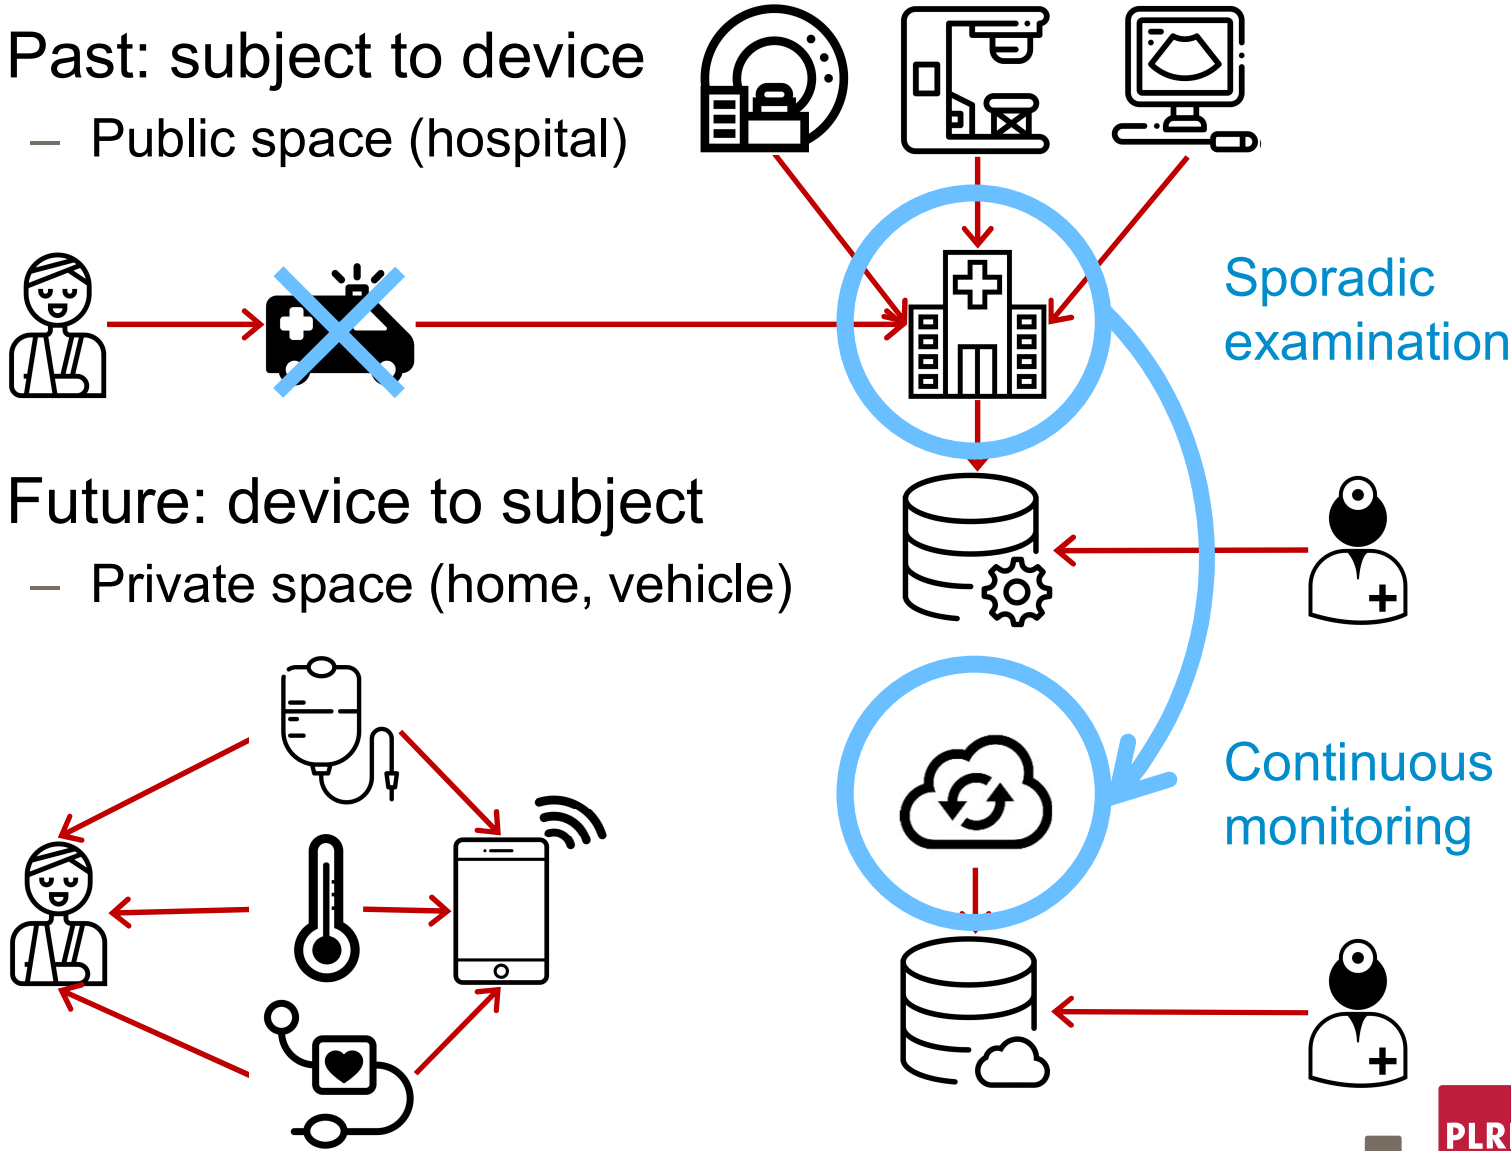 Past: subject to device
– Public space (hospital)
Sporadic
examination
Future: device to subject
– Private space (home, vehicle)
Continuous
monitoring
PLRI